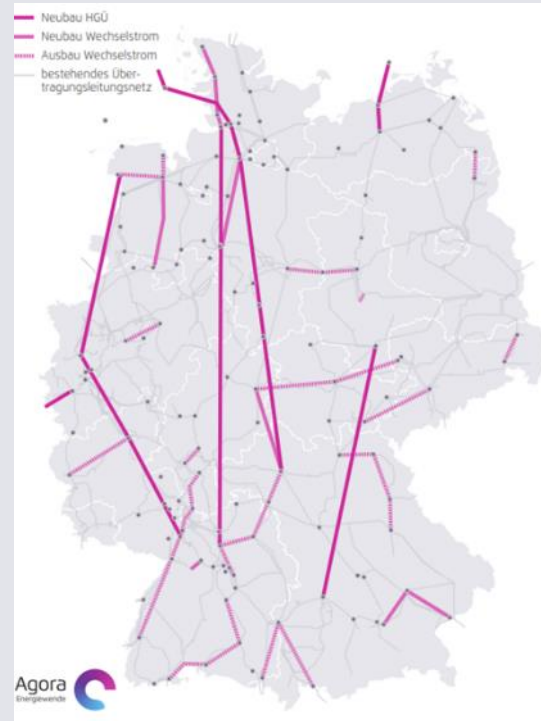 Neubau HGÜ
Neubau Wechselstrom
Ausbau Wechselstrom
bestehendes Über-
tragungsleitungsnetz
Agora
Energiewende